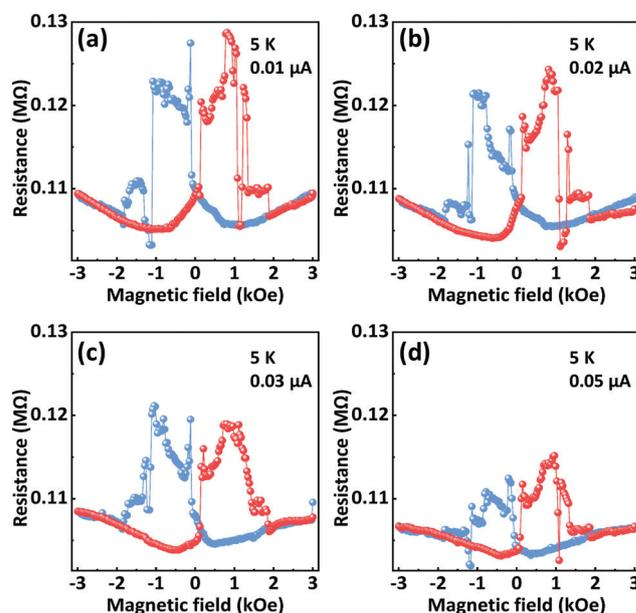 0.13
0.12
0.11
Resistance (MΩ)
(a)
5 K
0.01 μA
-3 -2 -1 0 1 2 3
Magnetic field (kOe)
0.13
0.12
0.11
Resistance (MΩ)
(b)
5 K
0.02 μA
-3 -2 -1 0 1 2 3
Magnetic field (kOe)
0.13
0.12
0.11
Resistance (MΩ)
(c)
5 K
0.03 μA
-3 -2 -1 0 1 2 3
Magnetic field (kOe)
0.13
0.12
0.11
Resistance (MΩ)
(d)
5 K
0.05 μA
-3 -2 -1 0 1 2 3
Magnetic field (kOe)